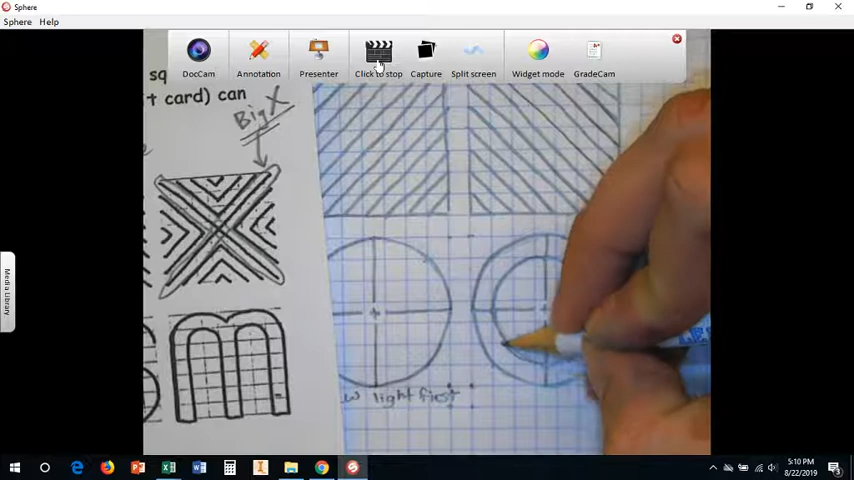 Sphere
Sphere Help
DocCam
Annotation
Presenter
Click to stop
Capture
Split screen
Widget mode
GradeCam
sq
card) can
Big X
light first
Media Library
5:10 PM
8/22/2019